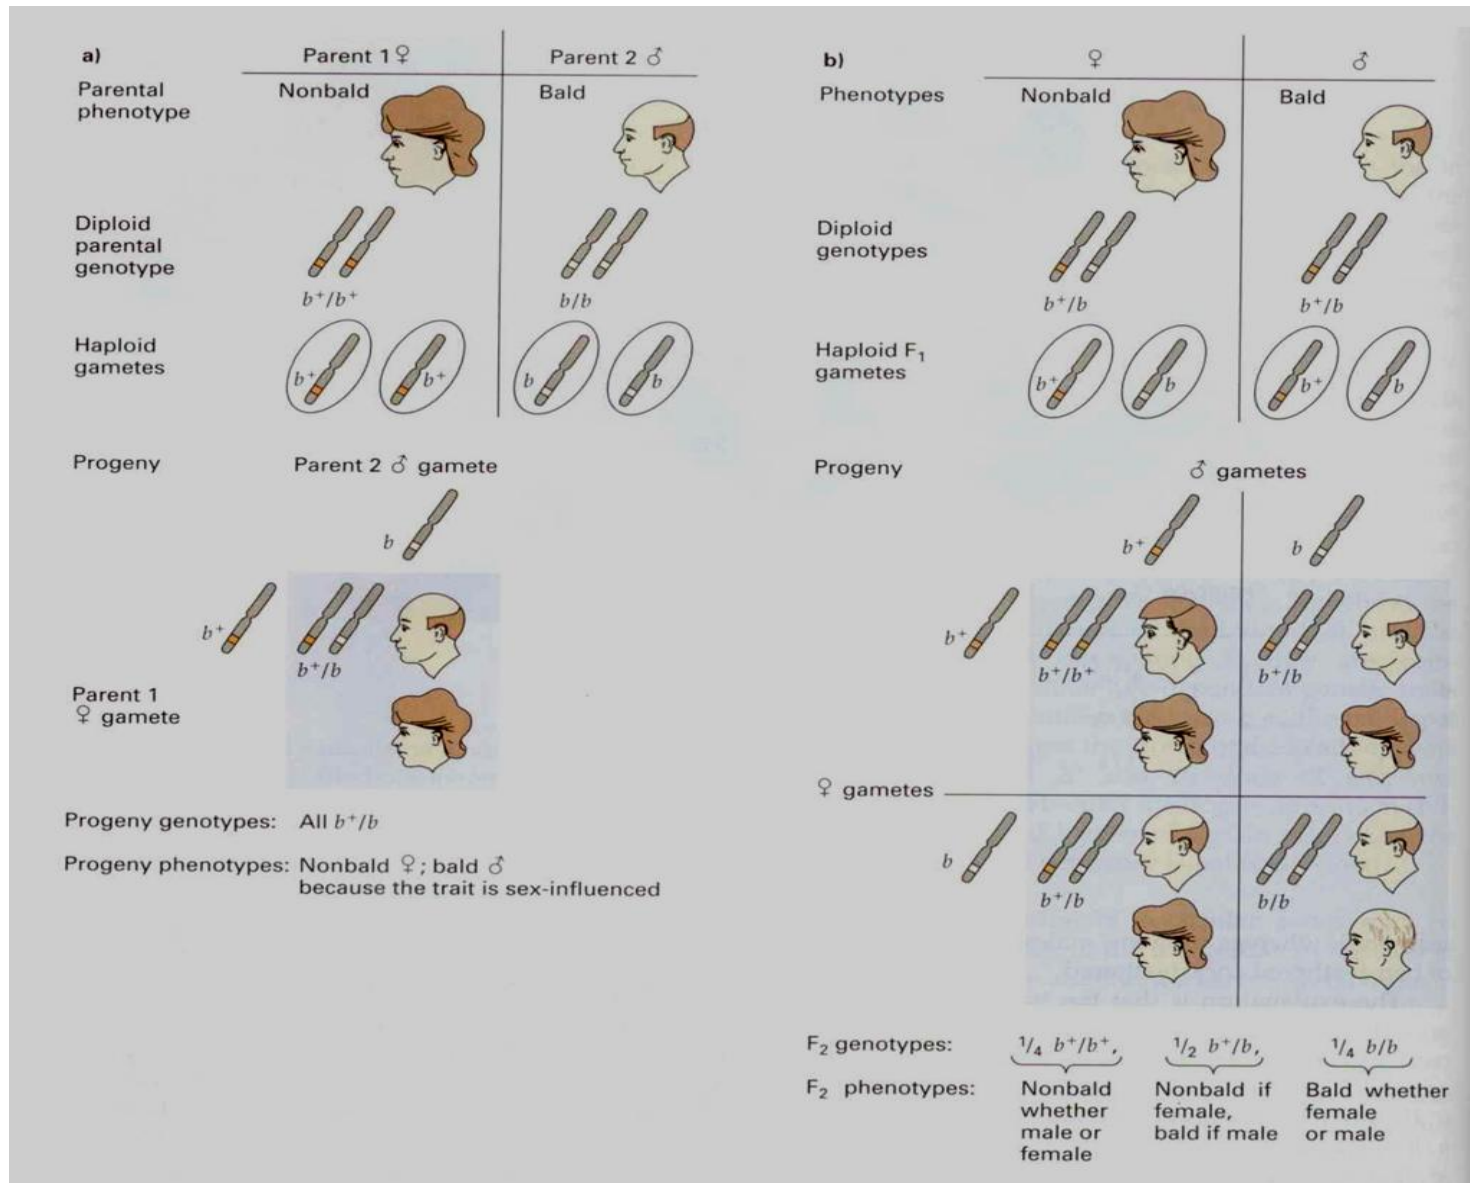 a)
Parent 1 ♀
Parent 2 ♂
Parental
phenotype
Nonbald
Bald
Diploid
parental
genotype
b⁺/b⁺
b/b
Haploid
gametes
b⁺
b⁺
b
b
Progeny
Parent 2 ♂ gamete
b
b⁺
b⁺/b
Parent 1
♀ gamete
Progeny genotypes: All b⁺/b
Progeny phenotypes: Nonbald ♀; bald ♂
because the trait is sex-influenced
b)
♀
♂
Phenotypes
Nonbald
Bald
Diploid
genotypes
b⁺/b
b⁺/b
Haploid F₁
gametes
b⁺
b
b⁺
b
Progeny
♂ gametes
b⁺
b
b⁺
b⁺/b⁺
b⁺/b
♀ gametes
b
b⁺/b
b/b
F₂ genotypes:
1/4 b⁺/b⁺,
1/2 b⁺/b,
1/4 b/b
F₂ phenotypes:
Nonbald
whether
male or
female
Nonbald if
female,
bald if male
Bald whether
female
or male